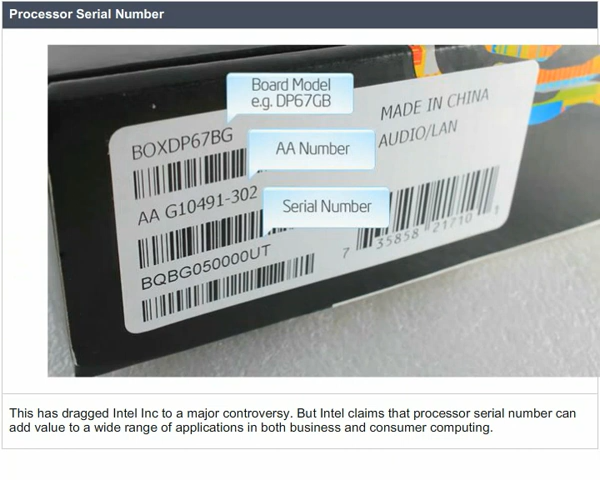 Processor Serial Number
Board Model
e.g. DP67GB
MADE IN CHINA
BOXDP67BG
AUDIO/LAN
AA Number
AA G10491-302
Serial Number
BQBG050000UT
7 35858 21710 1
This has dragged Intel Inc to a major controversy. But Intel claims that processor serial number can
add value to a wide range of applications in both business and consumer computing.